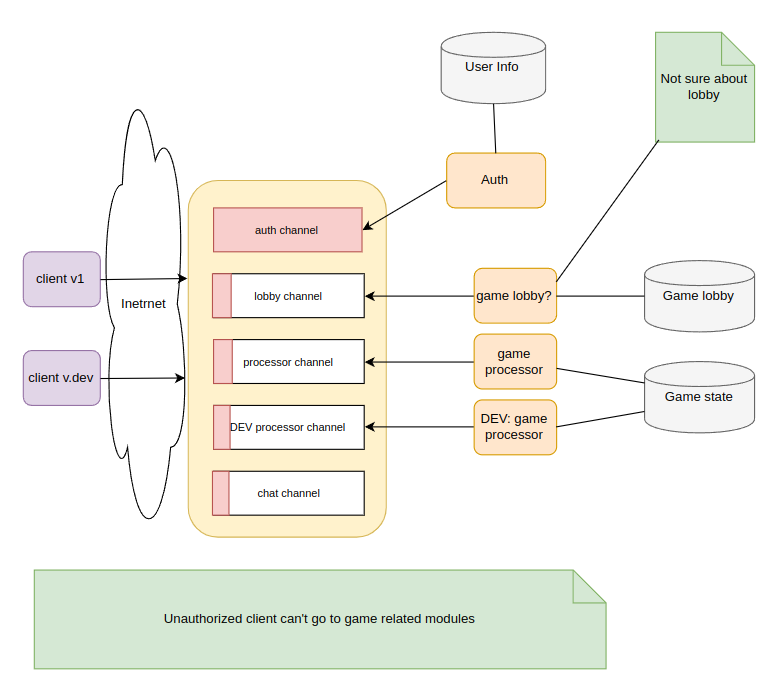 User Info
Not sure about
lobby
Auth
auth channel
client v1
Inetrnet
lobby channel
game lobby?
Game lobby
processor channel
game
processor
client v.dev
Game state
DEV processor channel
DEV: game
processor
chat channel
Unauthorized client can't go to game related modules